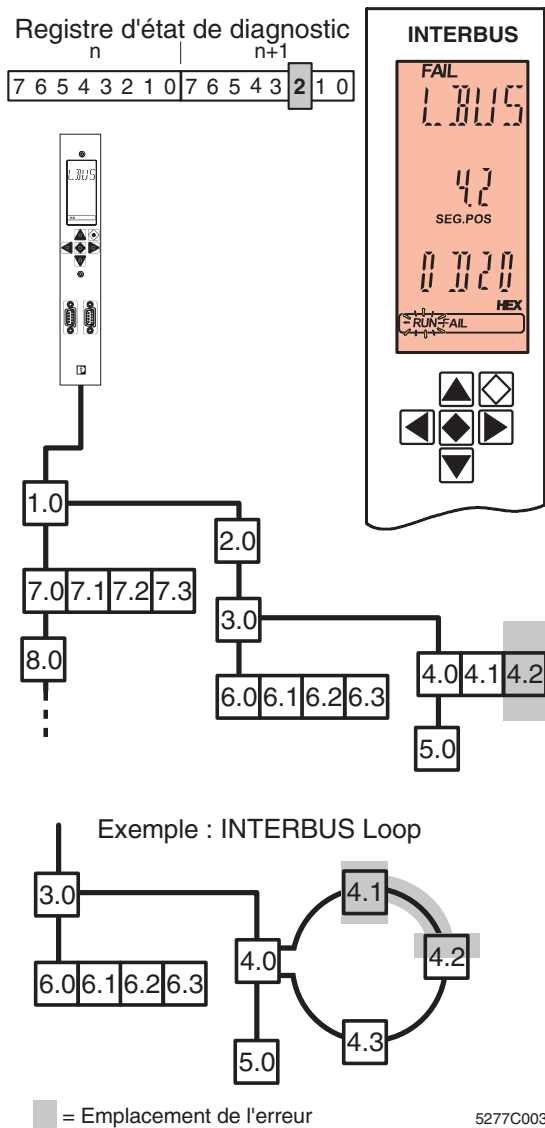 Registre d'état de diagnostic
n n+1
7 6 5 4 3 2 1 0 7 6 5 4 3 2 1 0
INTERBUS
FAIL
L.BUS
4.2
SEG.POS
0D20
HEX
RUN FAIL
L.BUS
1.0
2.0
7.0 7.1 7.2 7.3
3.0
8.0
4.0 4.1 4.2
6.0 6.1 6.2 6.3
5.0
Exemple : INTERBUS Loop
3.0
4.1
4.0
4.2
6.0 6.1 6.2 6.3
4.3
5.0
= Emplacement de l'erreur
5277C003